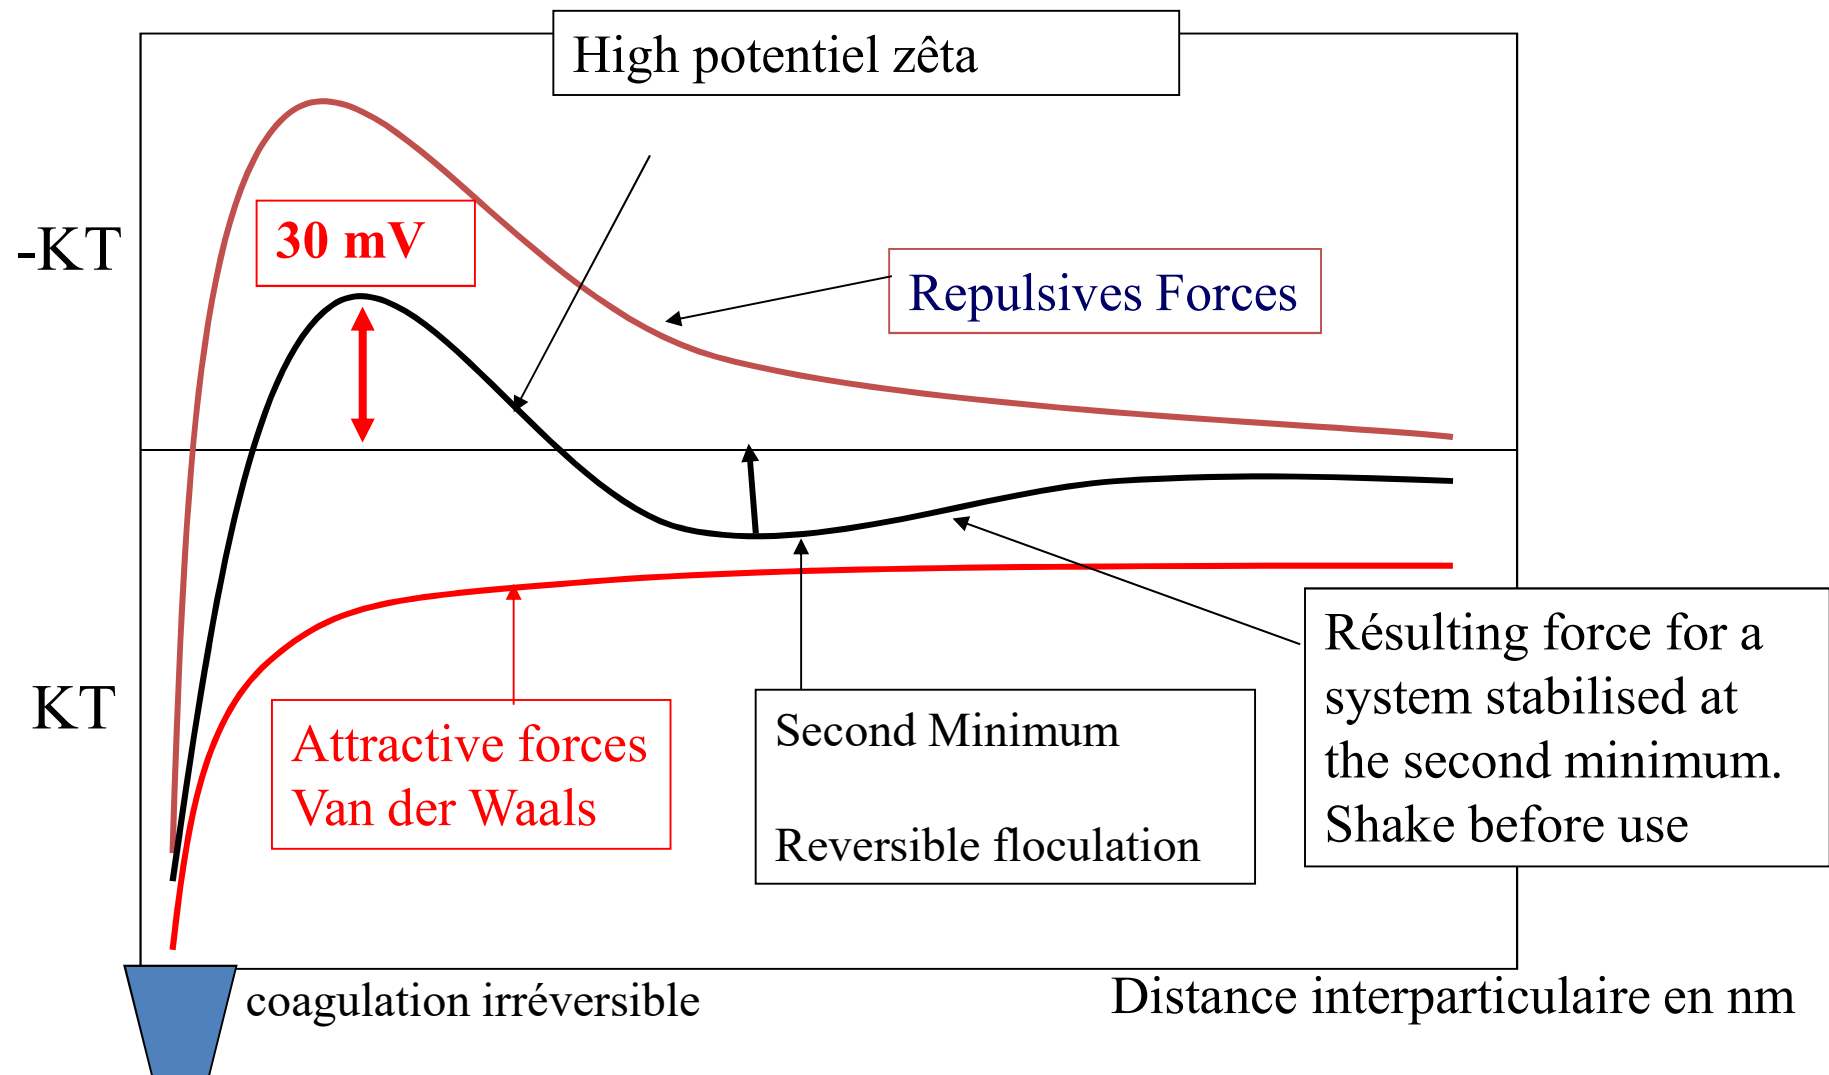 High potentiel zêta
-KT
30 mV
Repulsives Forces
KT
Attractive forces
Van der Waals
Second Minimum
Reversible floculation
Résulting force for a
system stabilised at
the second minimum.
Shake before use
coagulation irréversible
Distance interparticulaire en nm